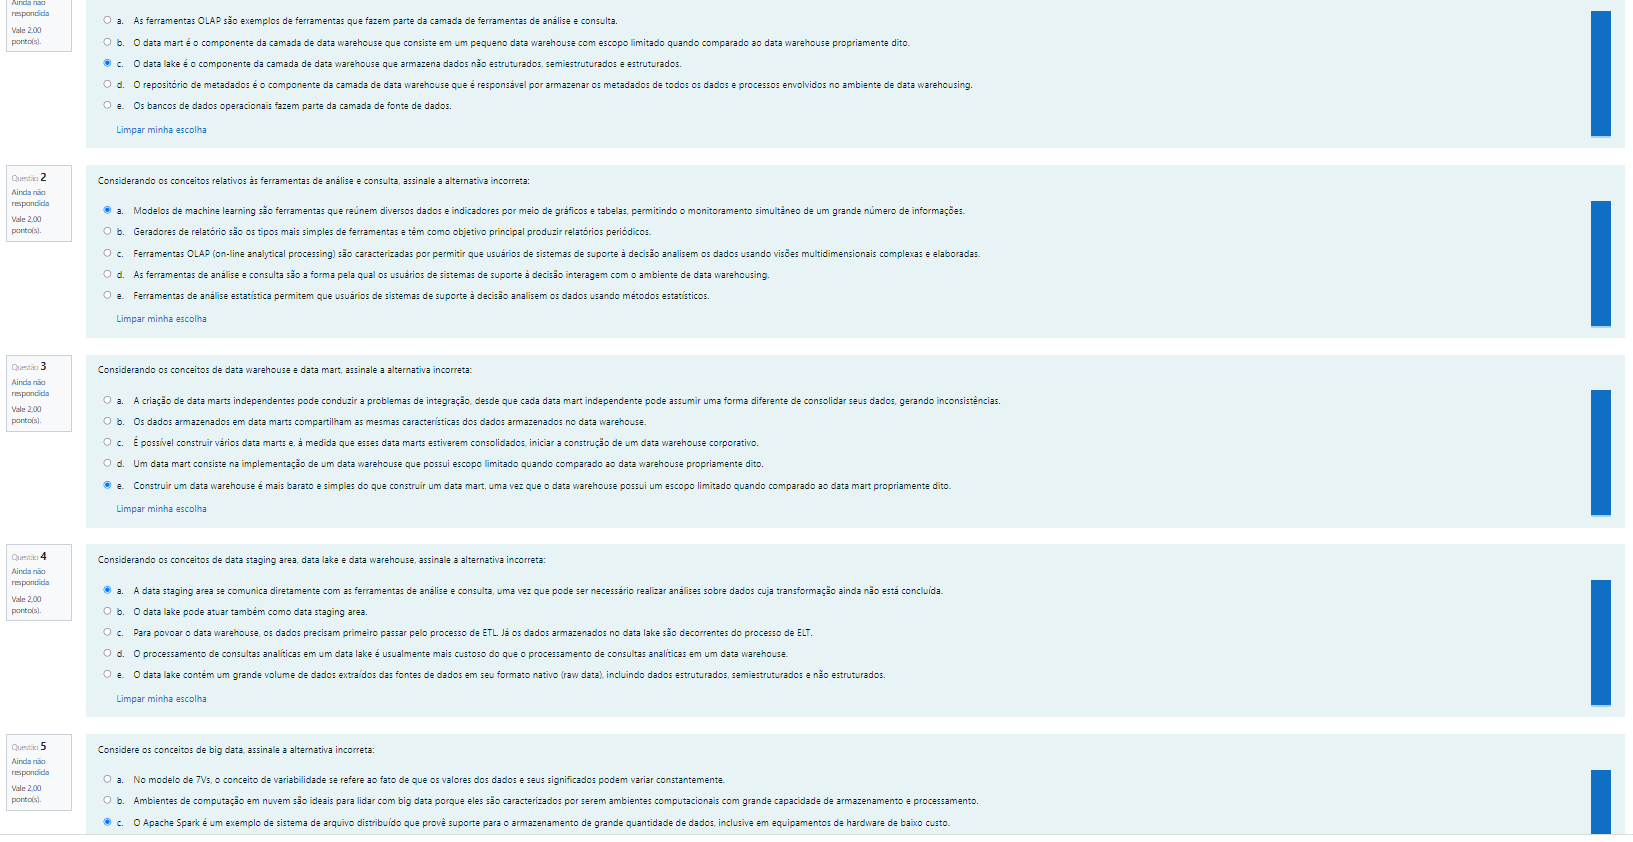 Ainda não
respondida
Vale 2,00
ponto(s).
a. As ferramentas OLAP são exemplos de ferramentas que fazem parte da camada de ferramentas de análise e consulta.
b. O data mart é o componente da camada de data warehouse que consiste em um pequeno data warehouse com escopo limitado quando comparado ao data warehouse propriamente dito.
c. O data lake é o componente da camada de data warehouse que armazena dados não estruturados, semiestruturados e estruturados.
d. O repositório de metadados é o componente da camada de data warehouse que é responsável por armazenar os metadados de todos os dados e processos envolvidos no ambiente de data warehousing.
e. Os bancos de dados operacionais fazem parte da camada de fonte de dados.
Limpar minha escolha
Questão 2
Ainda não
respondida
Vale 2,00
ponto(s).
Considerando os conceitos relativos às ferramentas de análise e consulta, assinale a alternativa incorreta:
a. Modelos de machine learning são ferramentas que reúnem diversos dados e indicadores por meio de gráficos e tabelas, permitindo o monitoramento simultâneo de um grande número de informações.
b. Geradores de relatório são os tipos mais simples de ferramentas e têm como objetivo principal produzir relatórios periódicos.
c. Ferramentas OLAP (on-line analytical processing) são caracterizadas por permitir que usuários de sistemas de suporte à decisão analisem os dados usando visões multidimensionais complexas e elaboradas.
d. As ferramentas de análise e consulta são a forma pela qual os usuários de sistemas de suporte à decisão interagem com o ambiente de data warehousing.
e. Ferramentas de análise estatística permitem que usuários de sistemas de suporte à decisão analisem os dados usando métodos estatísticos.
Limpar minha escolha
Questão 3
Ainda não
respondida
Vale 2,00
ponto(s).
Considerando os conceitos de data warehouse e data mart, assinale a alternativa incorreta:
a. A criação de data marts independentes pode conduzir a problemas de integração, desde que cada data mart independente pode assumir uma forma diferente de consolidar seus dados, gerando inconsistências.
b. Os dados armazenados em data marts compartilham as mesmas características dos dados armazenados no data warehouse.
c. É possível construir vários data marts e, à medida que esses data marts estiverem consolidados, iniciar a construção de um data warehouse corporativo.
d. Um data mart consiste na implementação de um data warehouse que possui escopo limitado quando comparado ao data warehouse propriamente dito.
e. Construir um data warehouse é mais barato e simples do que construir um data mart, uma vez que o data warehouse possui um escopo limitado quando comparado ao data mart propriamente dito.
Limpar minha escolha
Questão 4
Ainda não
respondida
Vale 2,00
ponto(s).
Considerando os conceitos de data staging area, data lake e data warehouse, assinale a alternativa incorreta:
a. A data staging area se comunica diretamente com as ferramentas de análise e consulta, uma vez que pode ser necessário realizar análises sobre dados cuja transformação ainda não está concluída.
b. O data lake pode atuar também como data staging area.
c. Para povoar o data warehouse, os dados precisam primeiro passar pelo processo de ETL. Já os dados armazenados no data lake são decorrentes do processo de ELT.
d. O processamento de consultas analíticas em um data lake é usualmente mais custoso do que o processamento de consultas analíticas em um data warehouse.
e. O data lake contém um grande volume de dados extraídos das fontes de dados em seu formato nativo (raw data), incluindo dados estruturados, semiestruturados e não estruturados.
Limpar minha escolha
Questão 5
Ainda não
respondida
Vale 2,00
ponto(s).
Considere os conceitos de big data, assinale a alternativa incorreta:
a. No modelo de 7Vs, o conceito de variabilidade se refere ao fato de que os valores dos dados e seus significados podem variar constantemente.
b. Ambientes de computação em nuvem são ideais para lidar com big data porque eles são caracterizados por serem ambientes computacionais com grande capacidade de armazenamento e processamento.
c. O Apache Spark é um exemplo de sistema de arquivo distribuído que provê suporte para o armazenamento de grande quantidade de dados, inclusive em equipamentos de hardware de baixo custo.